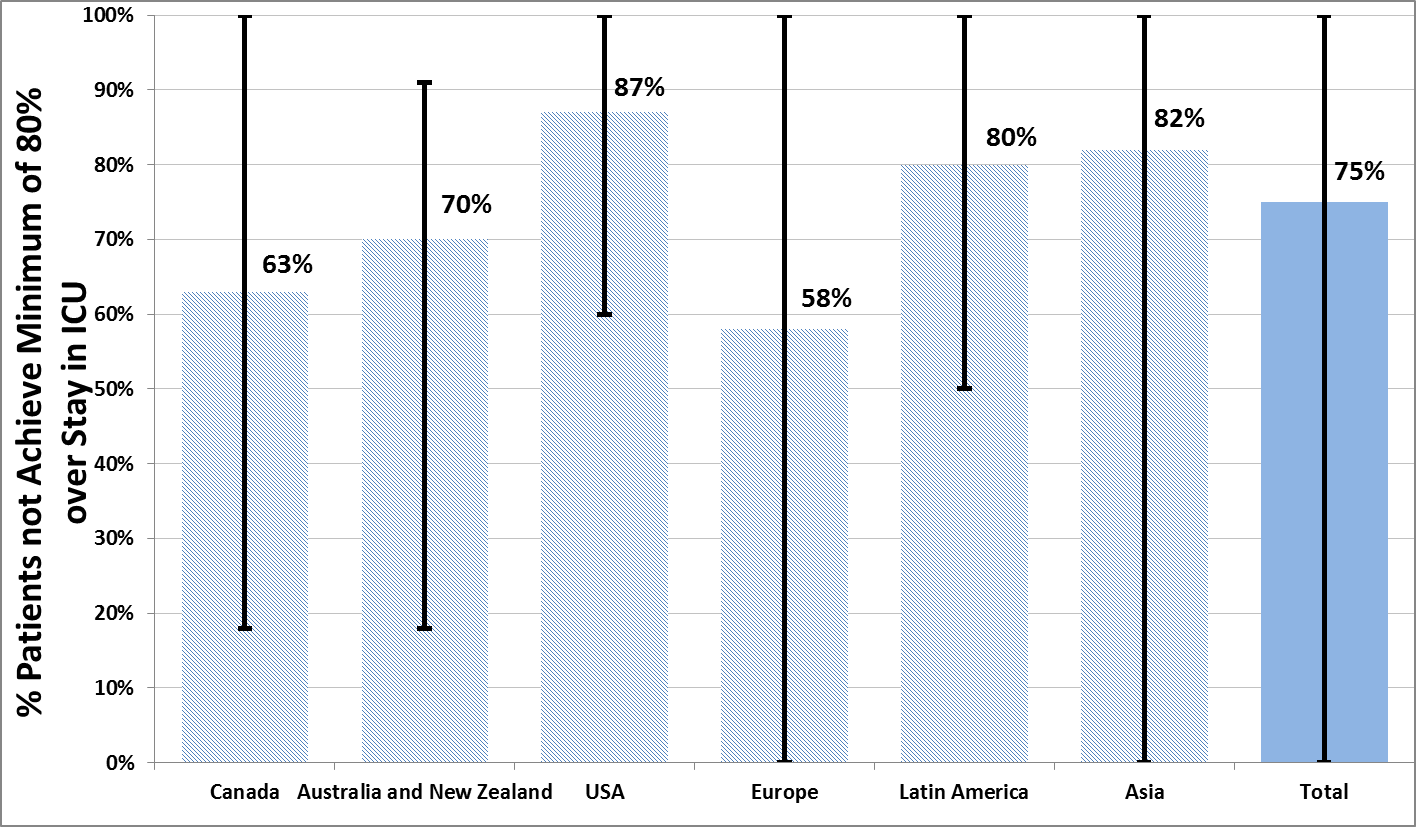 % Patients not Achieve Minimum of 80%
over Stay in ICU
100%
90%
80%
70%
60%
50%
40%
30%
20%
10%
0%
63%
70%
87%
58%
80%
82%
75%
Canada
Australia and New Zealand
USA
Europe
Latin America
Asia
Total